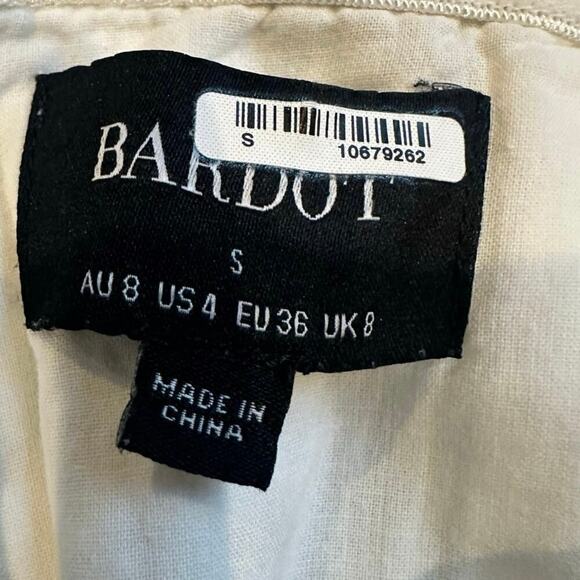 S 10679262
BARDOT
S
AU 8 US 4 EU 36 UK 8
MADE IN
CHINA